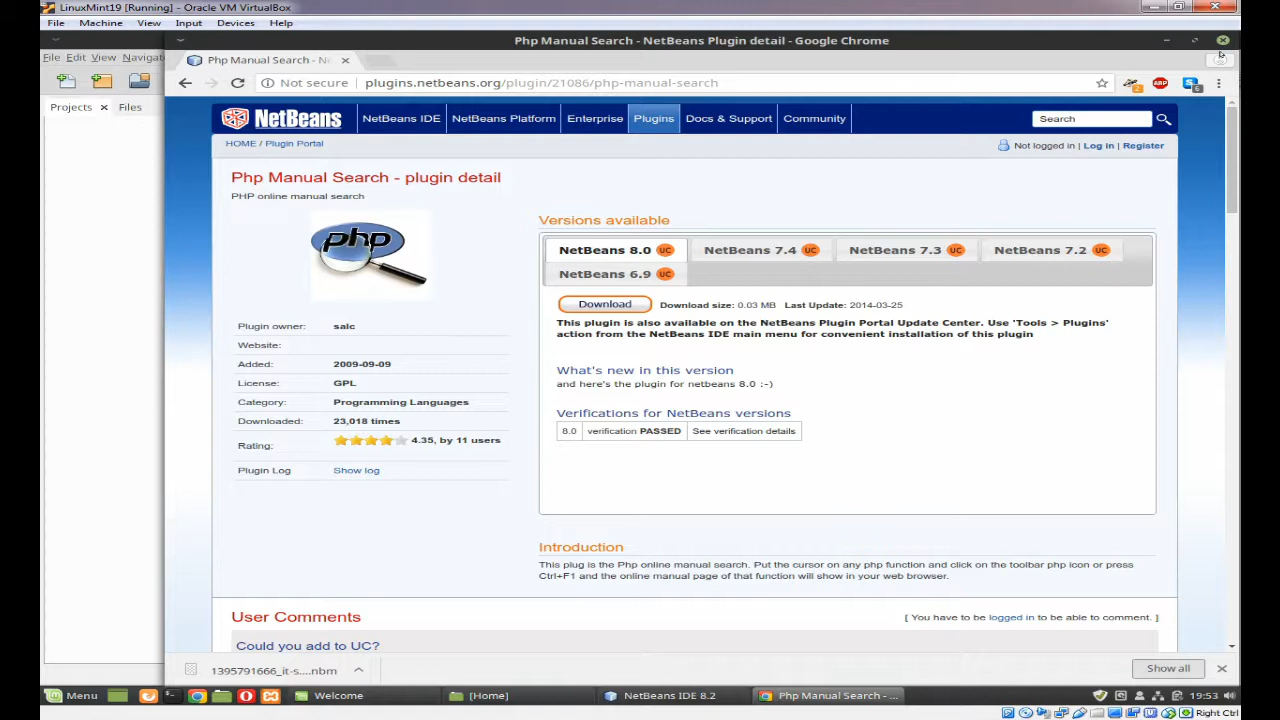 LinuxMint19 [Running] - Oracle VM VirtualBox
File Machine View Input Devices Help
Php Manual Search - NetBeans Plugin detail - Google Chrome
File Edit View Navigat
Php Manual Search - Ne
Not secure plugins.netbeans.org/plugin/21086/php-manual-search
2
ABP
6
Projects Files
NetBeans
NetBeans IDE NetBeans Platform Enterprise Plugins Docs & Support Community
Search
HOME / Plugin Portal
Not logged in | Log in | Register
Php Manual Search - plugin detail
PHP online manual search
php
Plugin owner: salc
Website:
Added: 2009-09-09
License: GPL
Category: Programming Languages
Downloaded: 23,018 times
Rating: 4.35, by 11 users
Plugin Log Show log
Versions available
NetBeans 8.0 UC NetBeans 7.4 UC NetBeans 7.3 UC NetBeans 7.2 UC
NetBeans 6.9 UC
Download Download size: 0.03 MB Last Update: 2014-03-25
This plugin is also available on the NetBeans Plugin Portal Update Center. Use 'Tools > Plugins'
action from the NetBeans IDE main menu for convenient installation of this plugin
What's new in this version
and here's the plugin for netbeans 8.0 :-)
Verifications for NetBeans versions
8.0 verification PASSED See verification details
Introduction
This plug is the Php online manual search. Put the cursor on any php function and click on the toolbar php icon or press
Ctrl+F1 and the online manual page of that function will show in your web browser.
User Comments
[ You have to be logged in to be able to comment. ]
Could you add to UC?
1395791666_it-s....nbm
Show all
Menu
Welcome
[Home]
NetBeans IDE 8.2
Php Manual Search - ...
19:53
Right Ctrl